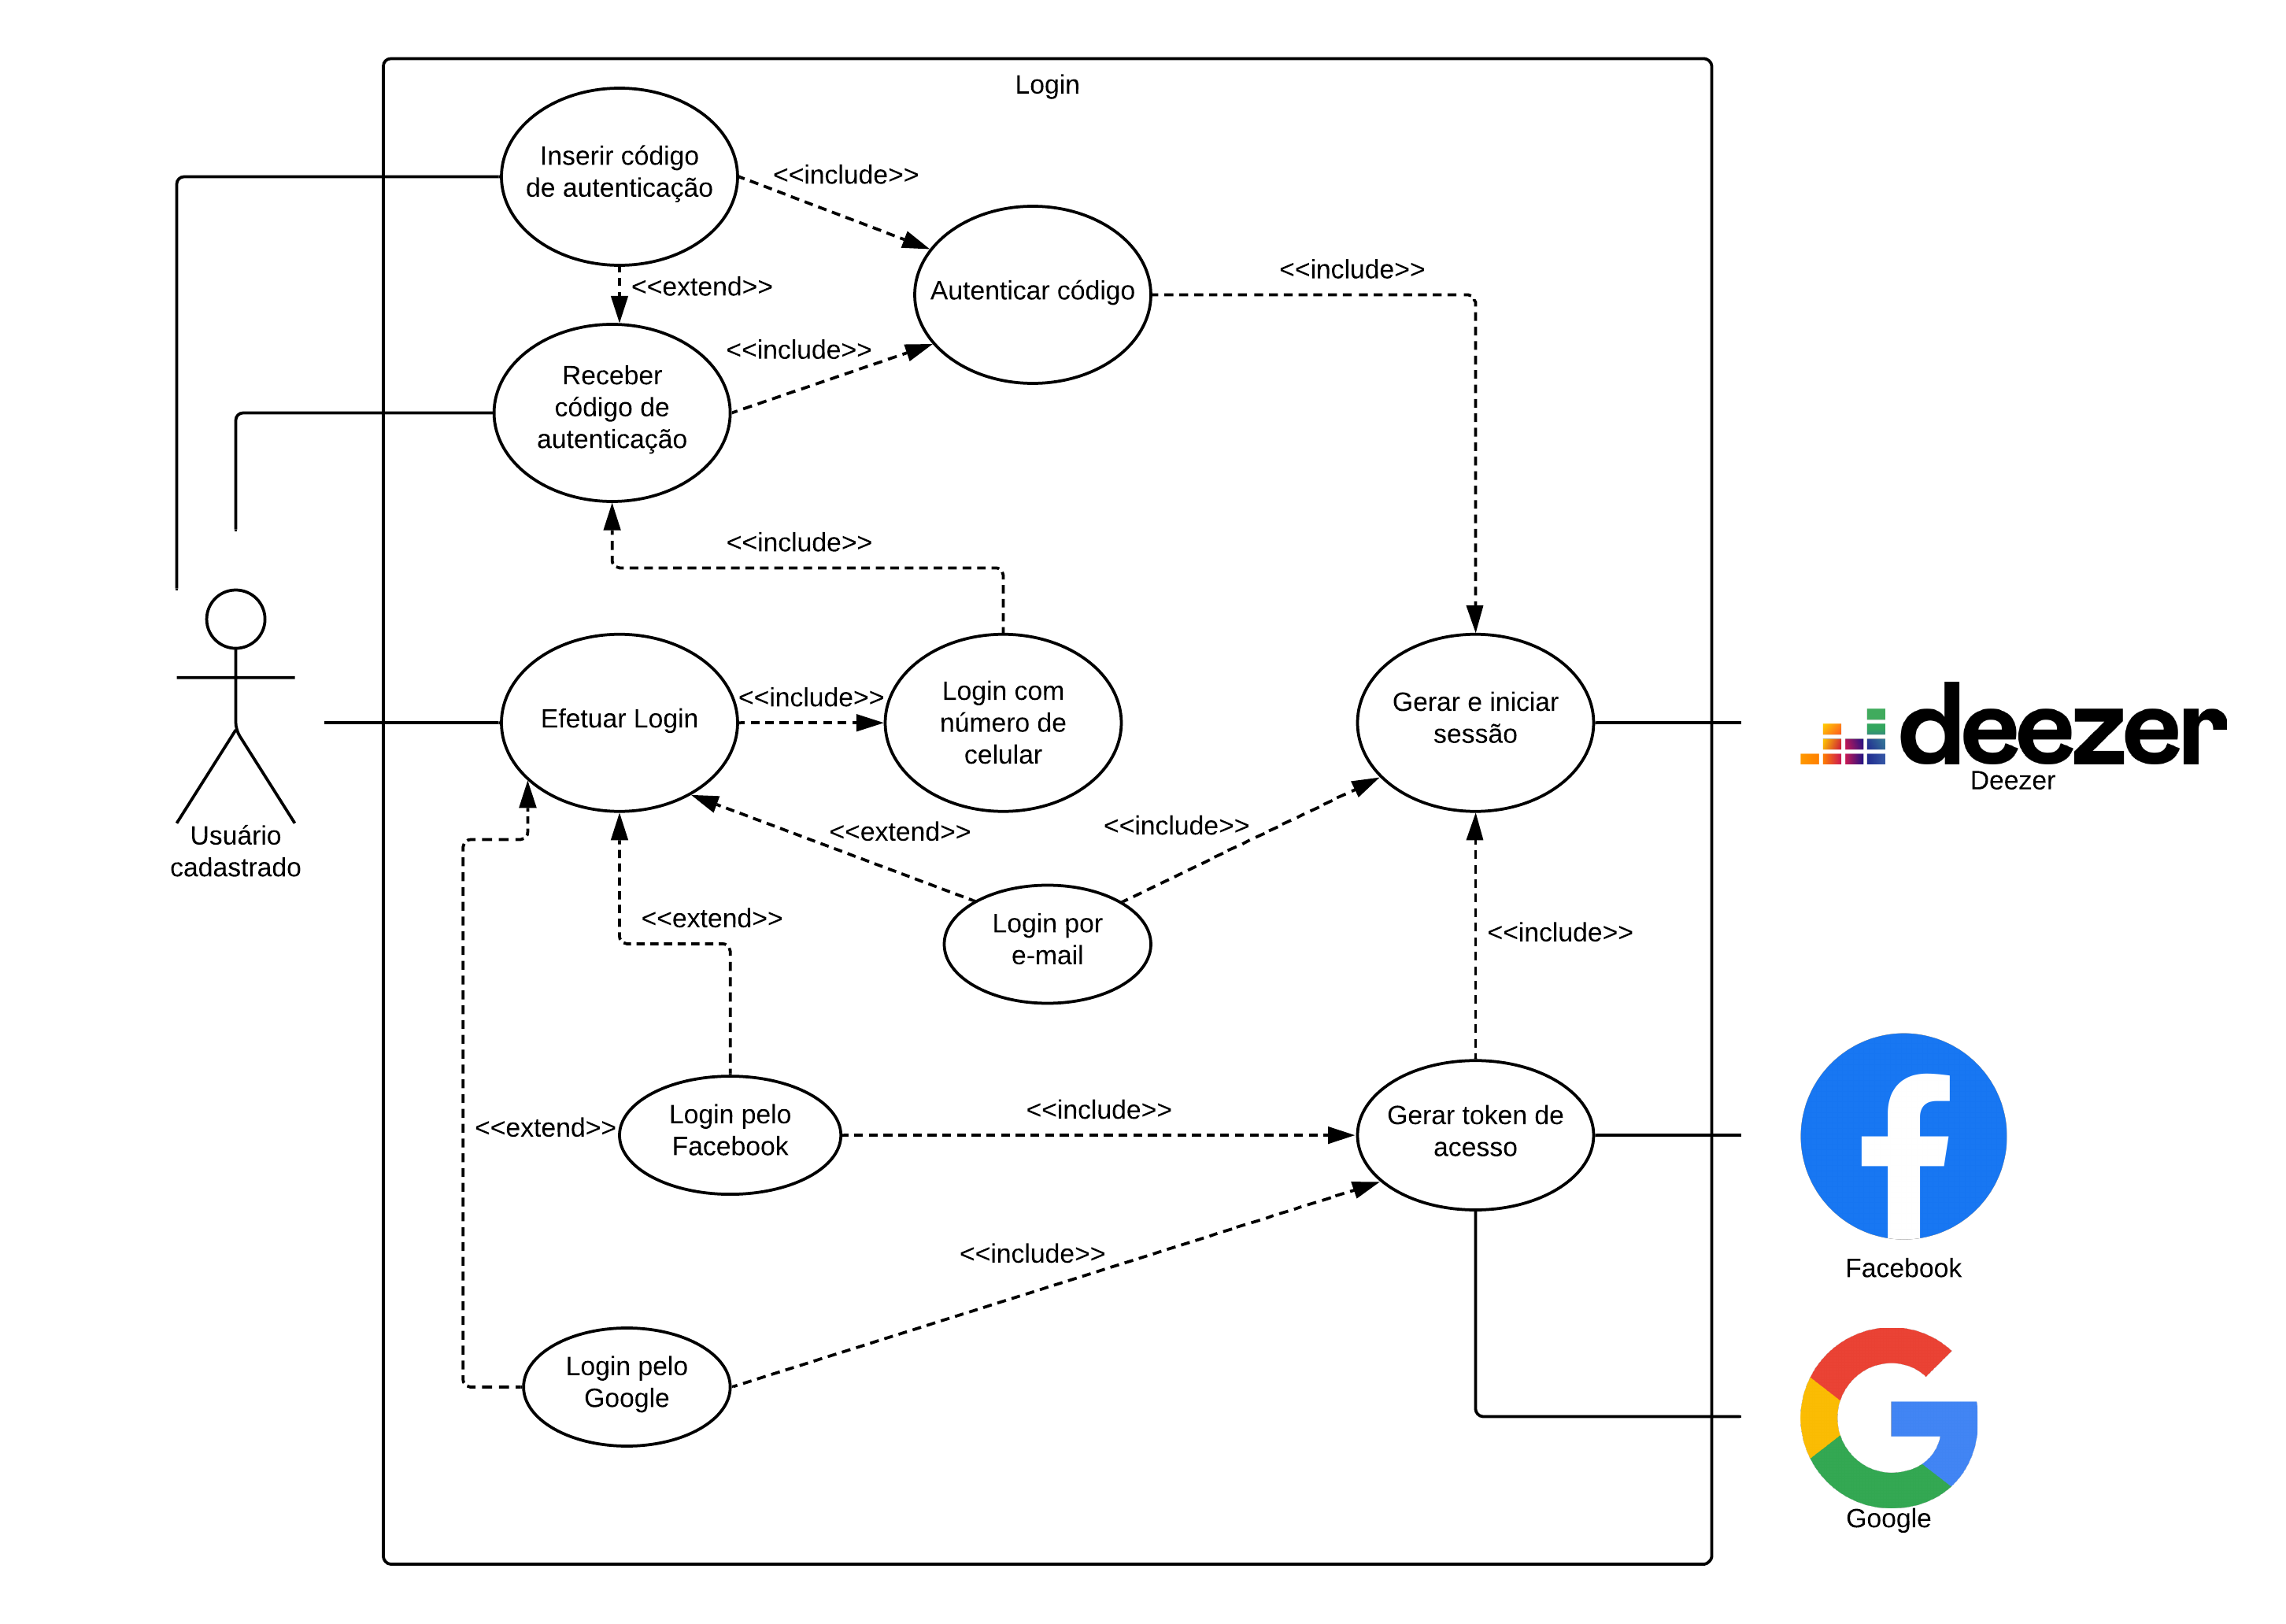 Login
Inserir código
de autenticação
<<include>>
Autenticar código
<<include>>
<<extend>>
<<include>>
Receber
código de
autenticação
<<include>>
Efetuar Login
<<include>>
Login com
número de
celular
Gerar e iniciar
sessão
deezer
Deezer
Usuário
cadastrado
<<extend>>
<<include>>
<<extend>>
Login por
e-mail
<<include>>
<<extend>>
Login pelo
Facebook
<<include>>
Gerar token de
acesso
Facebook
<<include>>
Login pelo
Google
Google